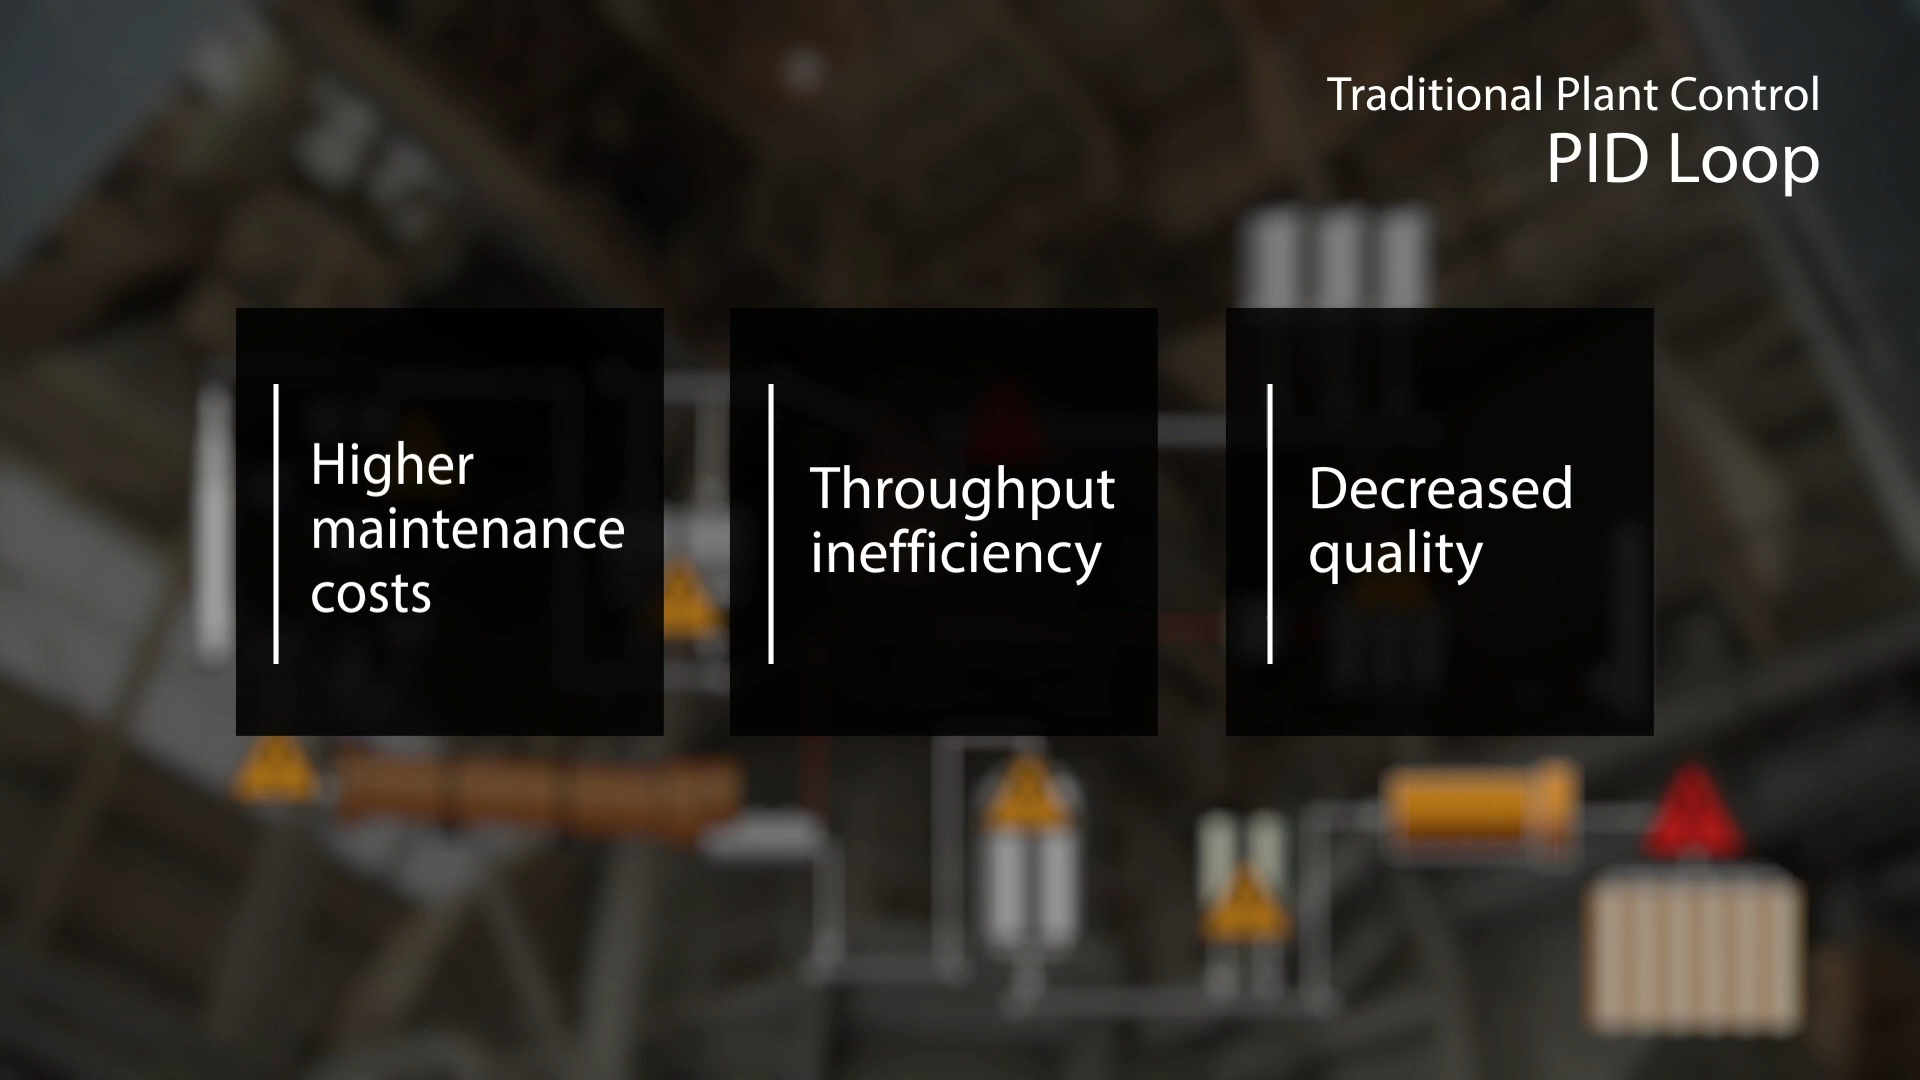 Traditional Plant Control
PID Loop
Higher
maintenance
costs
Throughput
inefficiency
Decreased
quality